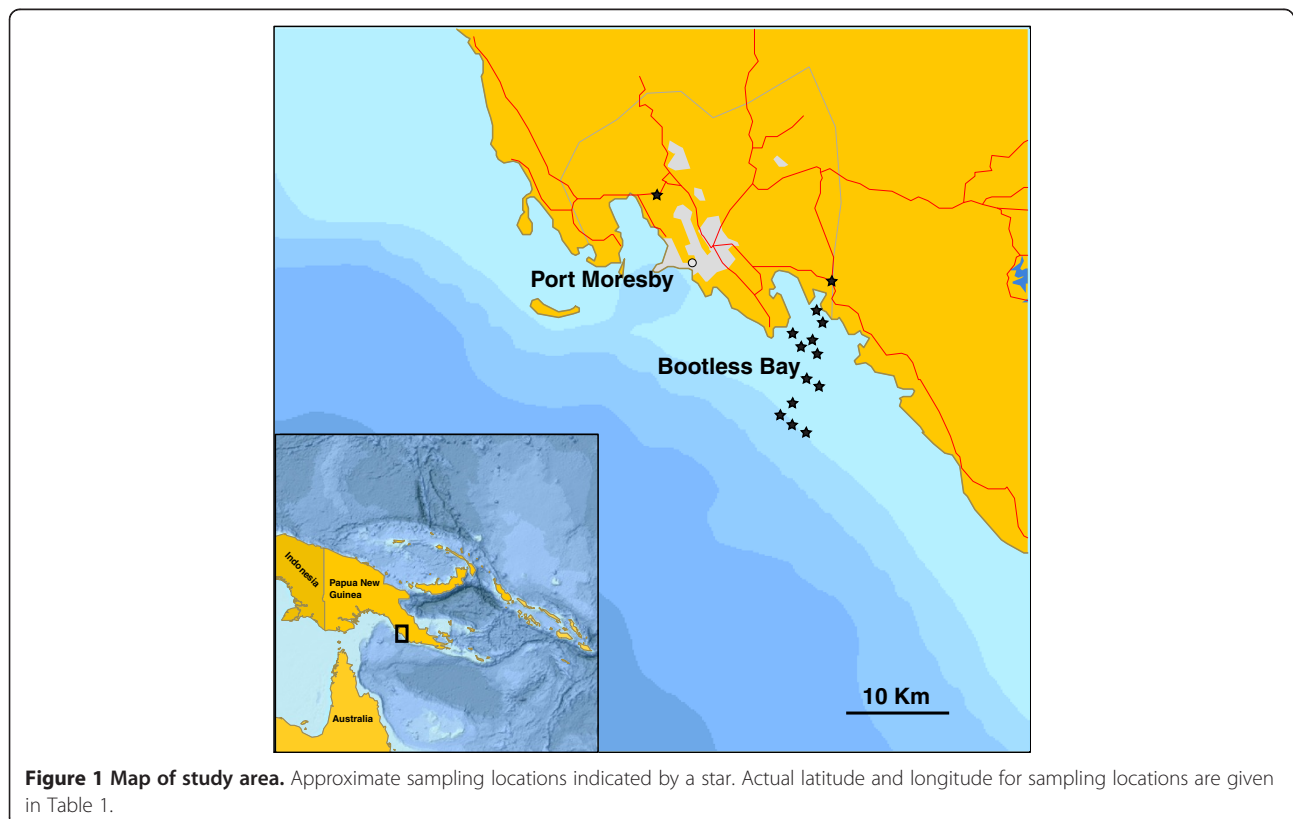 Port Moresby
Bootless Bay
Indonesia
Papua New
Guinea
Australia
10 Km
Figure 1 Map of study area. Approximate sampling locations indicated by a star. Actual latitude and longitude for sampling locations are given
in Table 1.